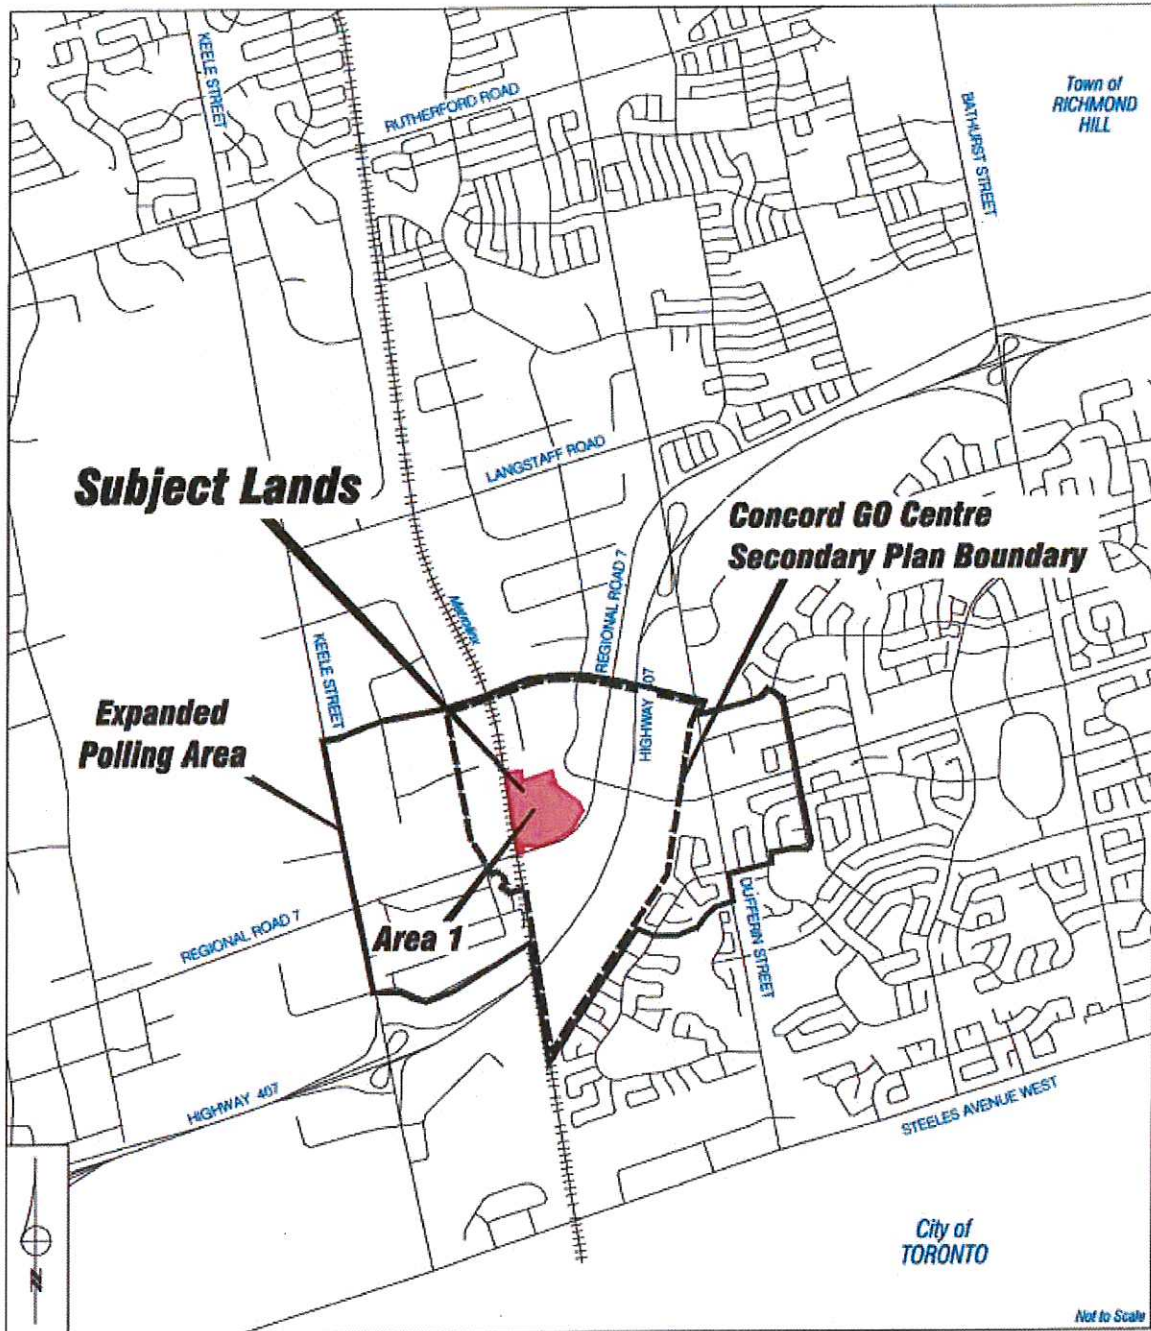 KEELE STREET
RUTHERFORD ROAD
BATHURST STREET
Town of
RICHMOND
HILL
LANGSTAFF ROAD
Subject Lands
Concord GO Centre
Secondary Plan Boundary
Metrolinx
REGIONAL ROAD 7
KEELE STREET
HIGHWAY 407
Expanded
Polling Area
REGIONAL ROAD 7
Area 1
DUFFERIN STREET
HIGHWAY 407
STEELES AVENUE WEST
City of
TORONTO
N
Not to Scale